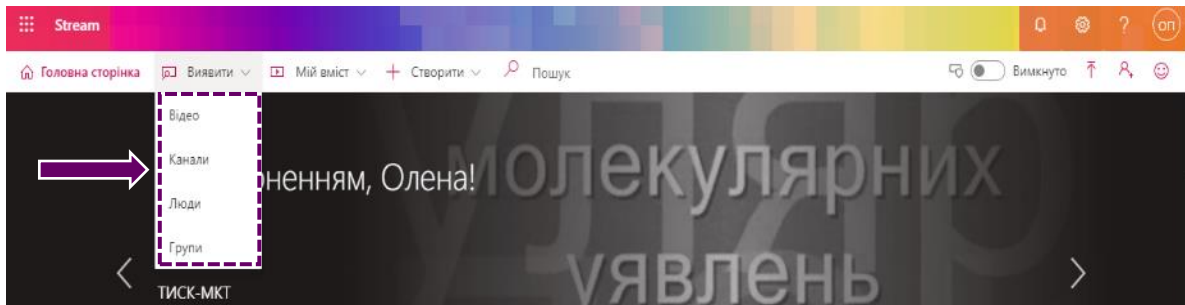 Stream
?
ОП
Головна сторінка Виявити Мій вміст Створити Пошук Вимкнуто
Відео
Канали
Люди
Групи
оненням, Олена!
молекулярних
уявлень
ТИСК-МКТ